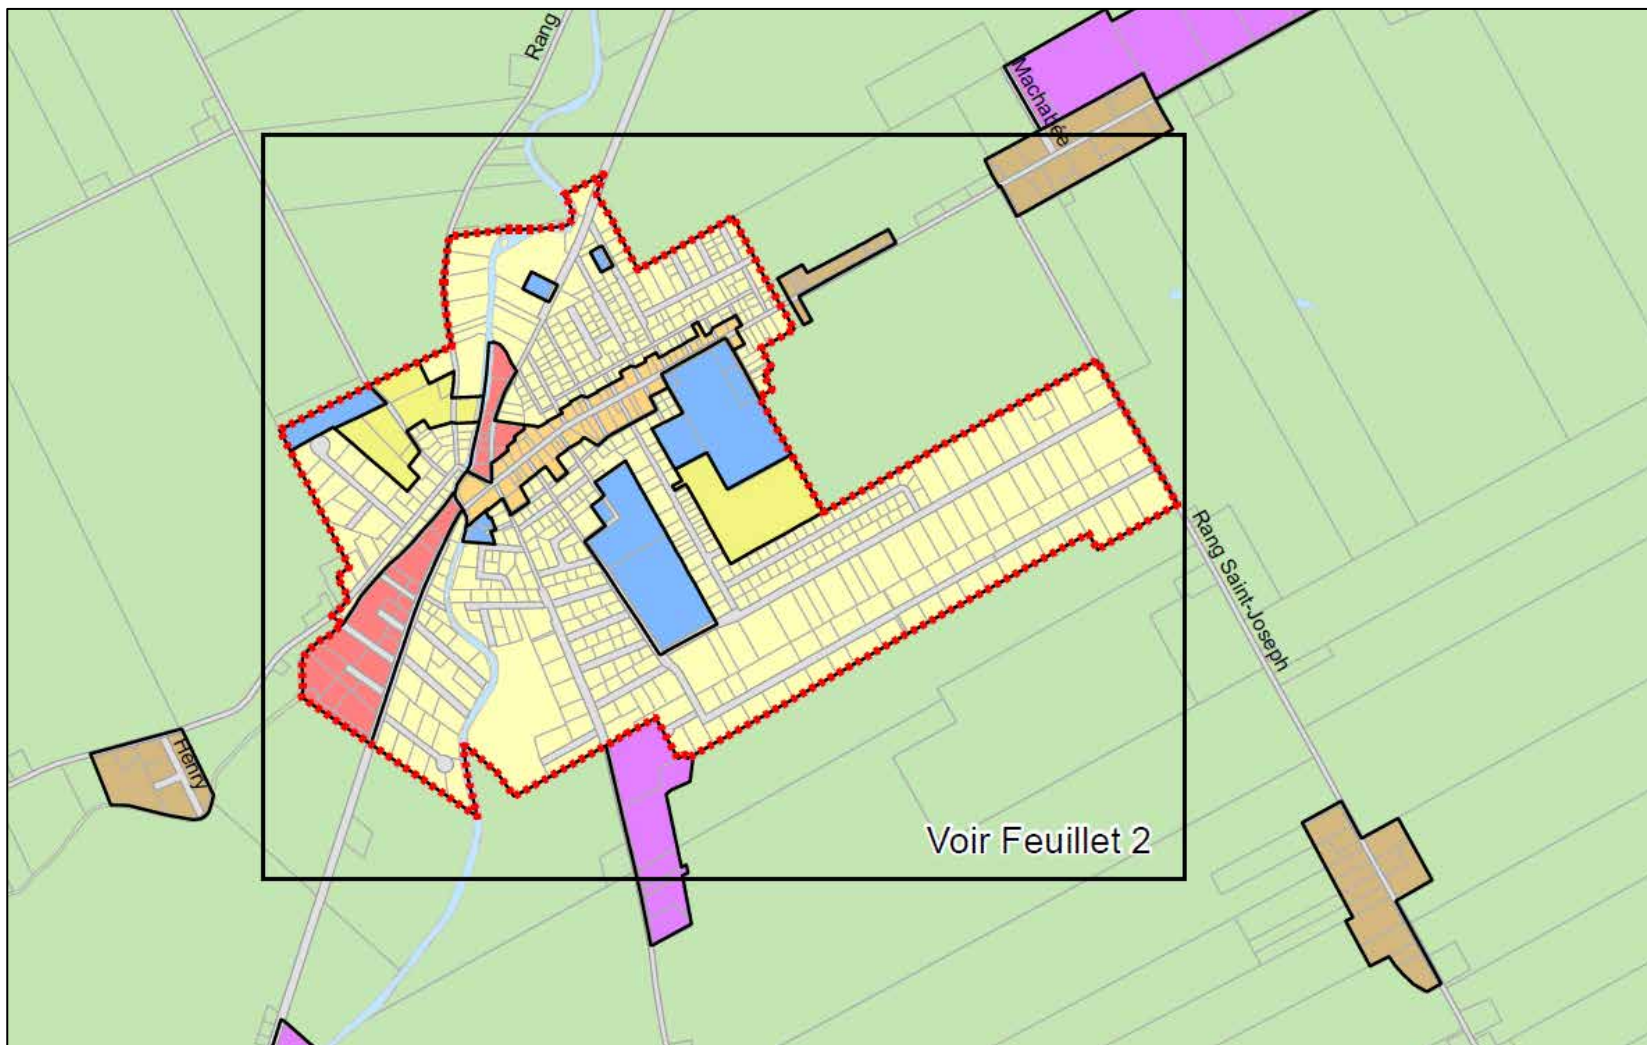 Rang
Machabée
Rang Saint-Joseph
Henry
Voir Feuillet 2